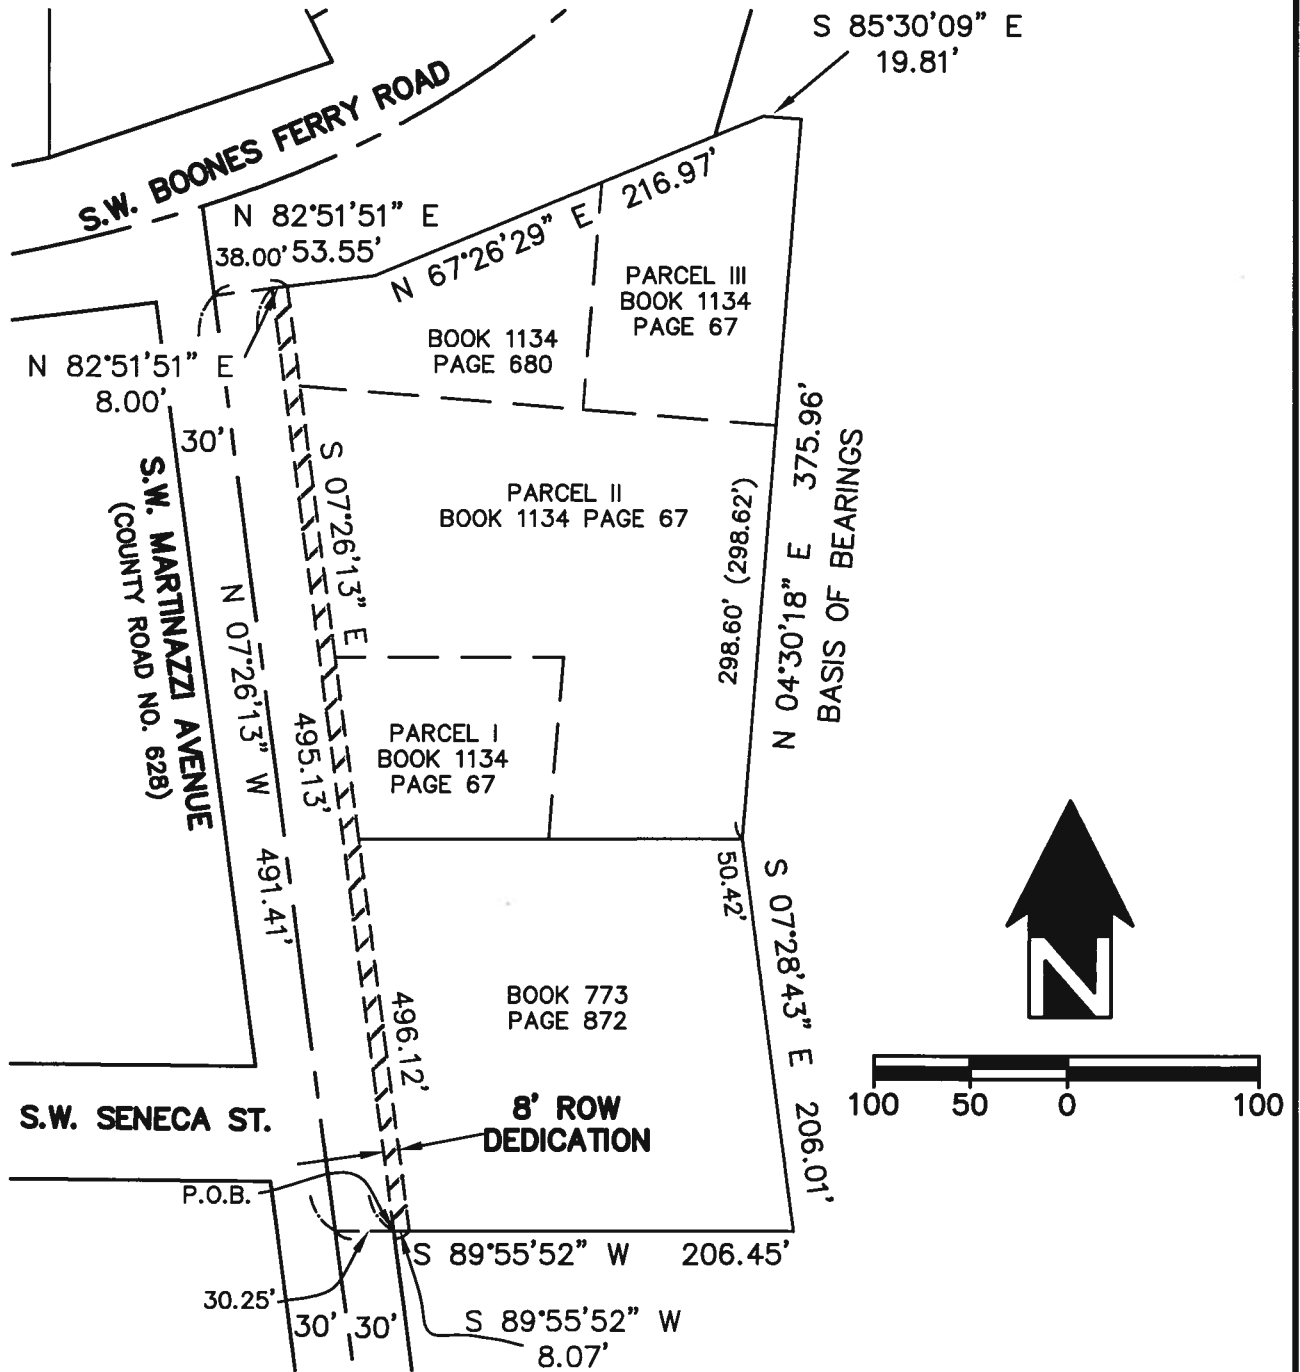 S 85°30'09" E
19.81'
S.W. BOONES FERRY ROAD
N 82°51'51" E
38.00' 53.55'
N 67°26'29" E 216.97'
PARCEL III
BOOK 1134
PAGE 67
BOOK 1134
PAGE 680
N 82°51'51" E
8.00'
30'
S.W. MARTINAZZI AVENUE
(COUNTY ROAD NO. 628)
N 07°26'13" W 491.41'
S 07°26'13" E
495.13'
496.12'
PARCEL II
BOOK 1134 PAGE 67
298.60' (298.62')
N 04°30'18" E 375.96'
BASIS OF BEARINGS
PARCEL I
BOOK 1134
PAGE 67
50.42'
S 07°28'43" E 206.01'
BOOK 773
PAGE 872
N
100 50 0 100
S.W. SENECA ST.
8' ROW
DEDICATION
P.O.B.
S 89°55'52" W 206.45'
30.25'
30' 30'
S 89°55'52" W
8.07'